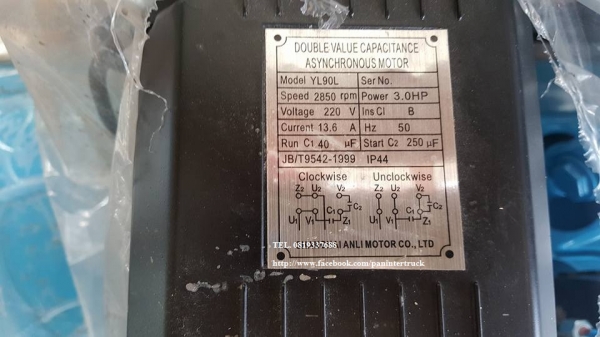 DOUBLE VALUE CAPACITANCE
ASYNCHRONOUS MOTOR
Model YL90L Ser No.
Speed 2850 rpm Power 3.0HP
Voltage 220 V Ins Cl B
Current 13.6 A Hz 50
Run C1 40 μF Start C2 250 μF
JB/T9542-1999 IP44
Clockwise Unclockwise
Z2 U2 V2 Z2 U2 V2
C2 C2
C1 C1
U1 V1 Z1 U1 V1 Z1
ANLI MOTOR CO., LTD
TEL. 0819337688
http://www.facebook.com/paninterтruck